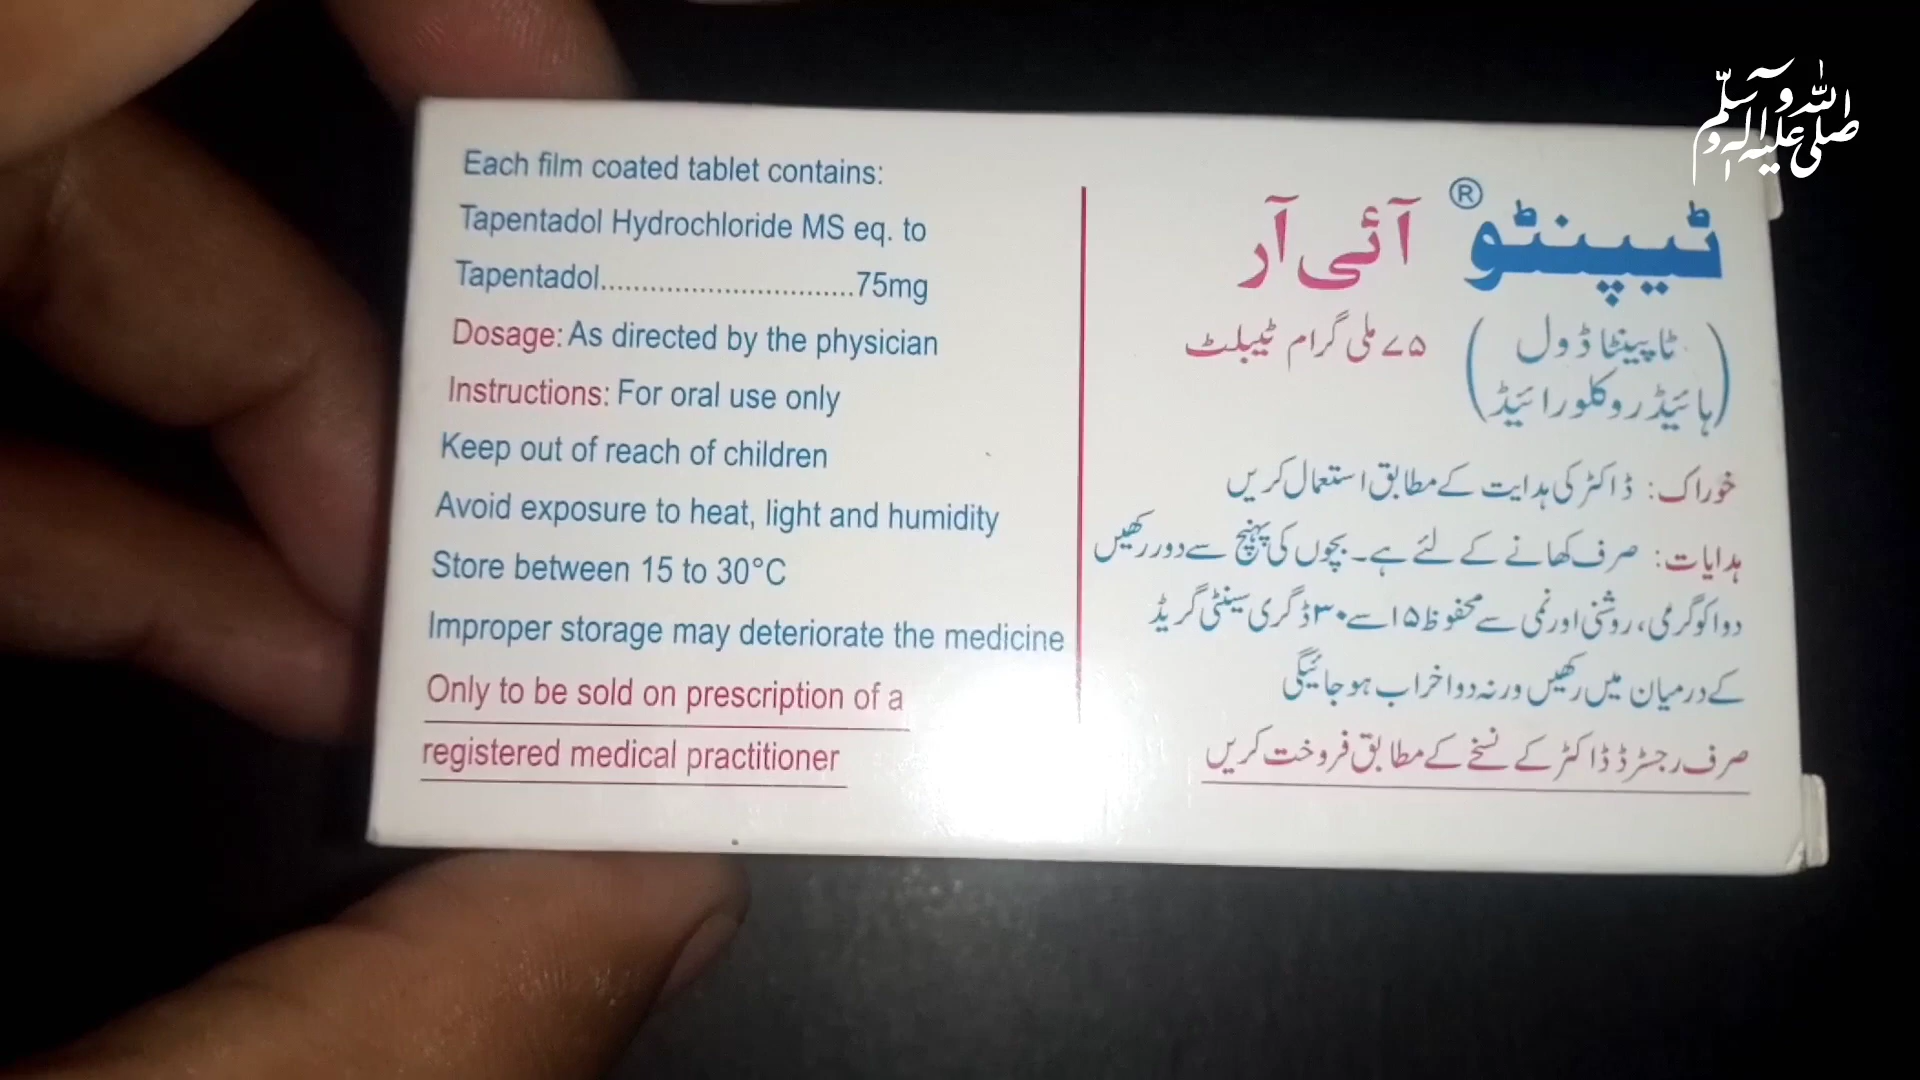 Each film coated tablet contains:
Tapentadol Hydrochloride MS eq. to
Tapentadol...............................75mg
Dosage: As directed by the physician
Instructions: For oral use only
Keep out of reach of children
Avoid exposure to heat, light and humidity
Store between 15 to 30°C
Improper storage may deteriorate the medicine
Only to be sold on prescription of a
registered medical practitioner
صلی اللہ علیہ وآلہ وسلم
ٹیپنٹو® آئی آر
(ٹاپینٹاڈول ہائیڈروکلورائیڈ) ۷۵ ملی گرام ٹیبلٹ
خوراک: ڈاکٹر کی ہدایت کے مطابق استعمال کریں
ہدایات: صرف کھانے کے لئے ہے۔ بچوں کی پہنچ سے دور رکھیں
دوا کو گرمی، روشنی اور نمی سے محفوظ ۱۵ سے ۳۰ ڈگری سینٹی گریڈ
کے درمیان میں رکھیں ورنہ دوا خراب ہو جائیگی
صرف رجسٹرڈ ڈاکٹر کے نسخے کے مطابق فروخت کریں